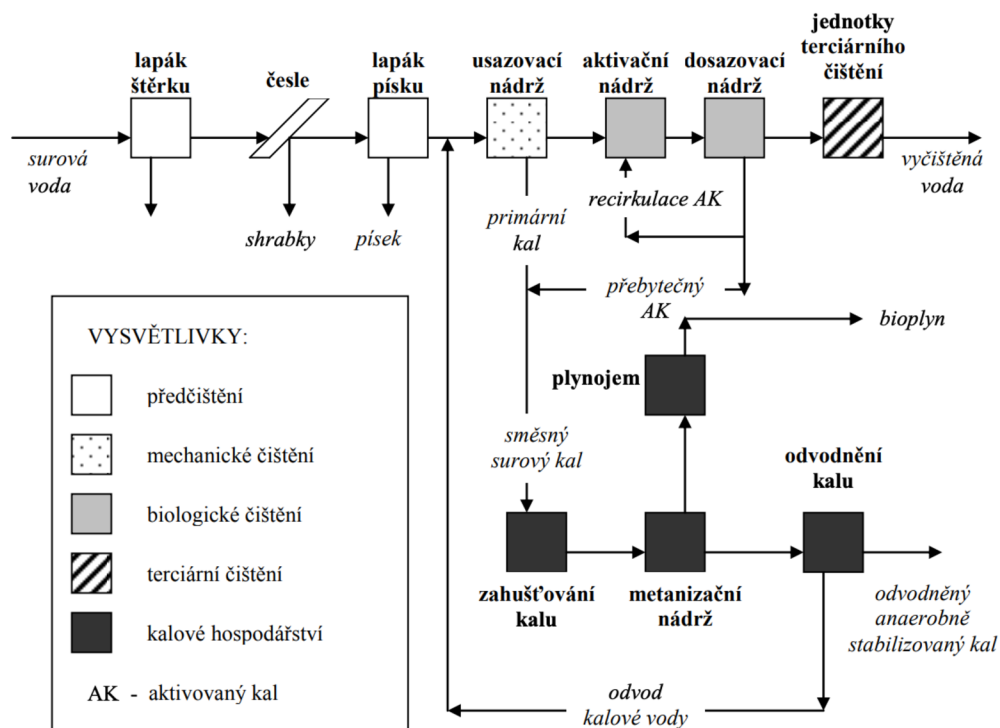 jednotky
terciárního
čištění
lapák
štěrku
česle
lapák
písku
usazovací
nádrž
aktivační
nádrž
dosazovací
nádrž
surová
voda
vyčištěná
voda
shrabky
písek
primární
kal
recirkulace AK
přebytečný
AK
bioplyn
plynojem
směsný
surový kal
odvodnění
kalu
zahušťování
kalu
metanizační
nádrž
odvodněný
anaerobně
stabilizovaný kal
odvod
kalové vody
VYSVĚTLIVKY:
předčištění
mechanické čištění
biologické čištění
terciární čištění
kalové hospodářství
AK - aktivovaný kal